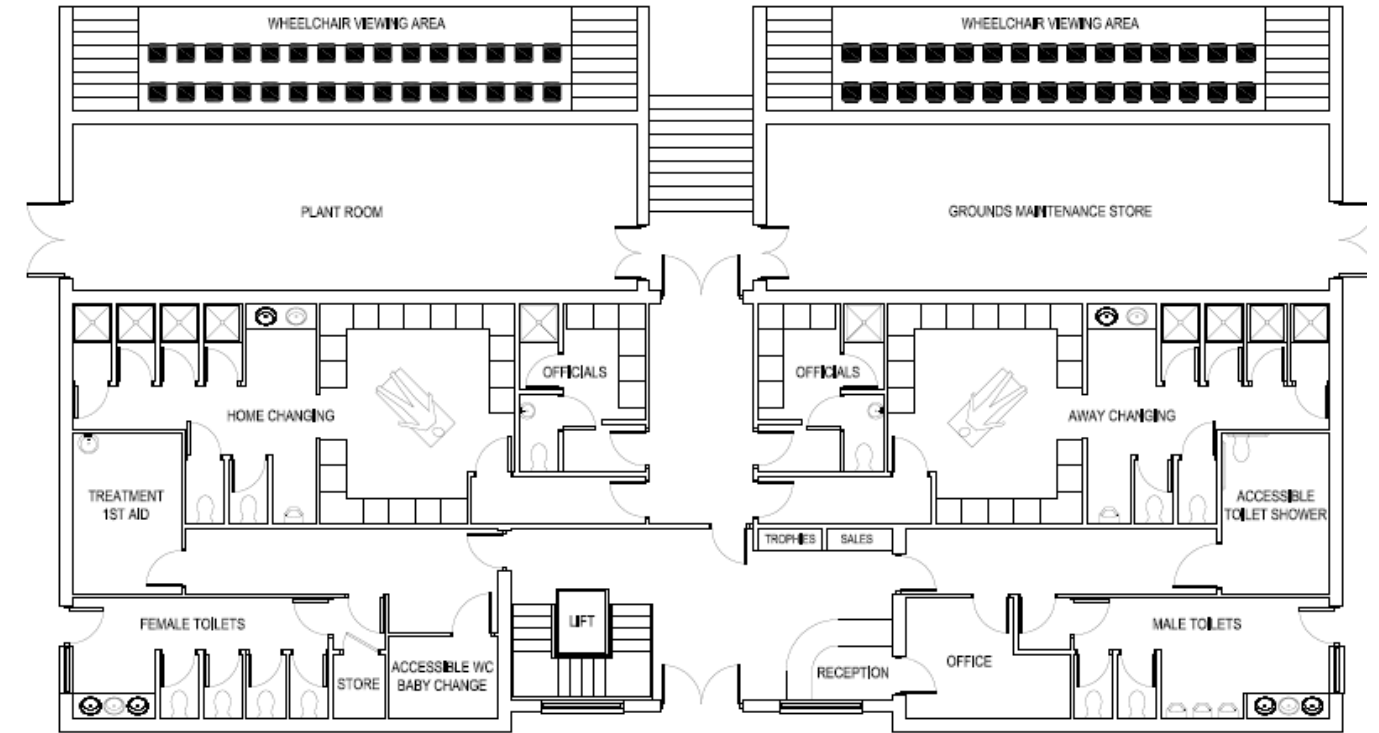 WHEELCHAIR VIEWING AREA
WHEELCHAIR VIEWING AREA
PLANT ROOM
GROUNDS MAINTENANCE STORE
OFFICIALS
OFFICIALS
HOME CHANGING
AWAY CHANGING
TREATMENT
1ST AID
ACCESSIBLE
TOILET SHOWER
TROPHIES
SALES
FEMALE TOILETS
LIFT
MALE TOILETS
ACCESSIBLE WC
BABY CHANGE
STORE
RECEPTION
OFFICE